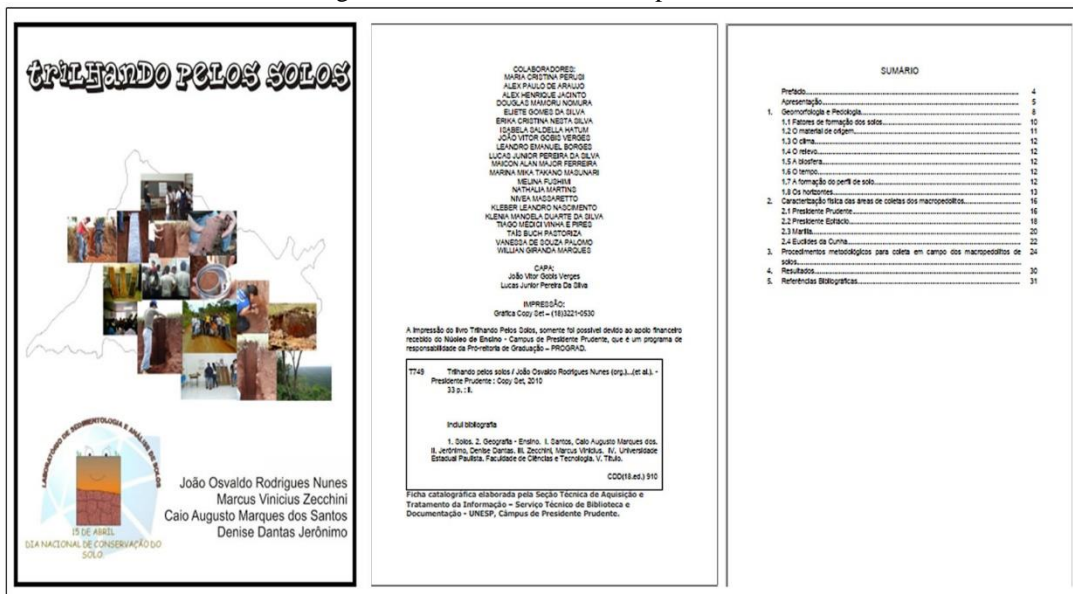 TRILHANDO PELOS SOLOS
LABORATÓRIO DE SEDIMENTOLOGIA E ANÁLISE DE SOLOS
15 DE ABRIL
DIA NACIONAL DE CONSERVAÇÃO DO
SOLO
João Osvaldo Rodrigues Nunes
Marcus Vinicius Zecchini
Caio Augusto Marques dos Santos
Denise Dantas Jerônimo
COLABORADORES:
MARIA CRISTINA PERUSI
ALEX PAULO DE ARAUJO
ALEX HENRIQUE JACINTO
DOUGLAS MAMORU NOMURA
ELIETE GOMES DA SILVA
ERIKA CRISTINA NESTA SILVA
ISABELA SALDELLA HATUM
JOÃO VITOR GOBIS VERGES
LEANDRO EMANUEL BORGES
LUCAS JUNIOR PEREIRA DA SILVA
MAICON ALAN MAJOR FERREIRA
MARINA MIKA TAKANO MASUNARI
MELINA FUSHIMI
NATHALIA MARTINS
NIVEA MASSARETTO
KLEBER LEANDRO NASCIMENTO
KLENIA MANOELA DUARTE DA SILVA
TIAGO MEDICI VINHA E PIRES
TAÍS BUCH PASTORIZA
VANESSA DE SOUZA PALOMO
WILLIAN GIRANDA MARQUES
CAPA:
João Vitor Gobis Verges
Lucas Junior Pereira Da Silva
IMPRESSÃO:
Gráfica Copy Set – (18)3221-0530
A impressão do livro Trilhando Pelos Solos, somente foi possível devido ao apoio financeiro
recebido do Núcleo de Ensino - Campus de Presidente Prudente, que é um programa de
responsabilidade da Pró-reitoria de Graduação – PROGRAD.
T749 Trilhando pelos solos / João Osvaldo Rodrigues Nunes (org.)...(et al.). -
Presidente Prudente : Copy Set, 2010
33 p. : il.
Inclui bibliografia
1. Solos. 2. Geografia - Ensino. I. Santos, Caio Augusto Marques dos.
II. Jerônimo, Denise Dantas. III. Zecchini, Marcus Vinicius. IV. Universidade
Estadual Paulista. Faculdade de Ciências e Tecnologia. V. Título.
CDD(18.ed.) 910
Ficha catalográfica elaborada pela Seção Técnica de Aquisição e
Tratamento da Informação – Serviço Técnico de Biblioteca e
Documentação - UNESP, Câmpus de Presidente Prudente.
SUMÁRIO
Prefácio 4
Apresentação 5
1. Geomorfologia e Pedologia 8
1.1 Fatores de formação dos solos 10
1.2 O material de origem 11
1.3 O clima 12
1.4 O relevo 12
1.5 A biosfera 12
1.6 O tempo 12
1.7 A formação do perfil de solo 12
1.8 Os horizontes 13
2. Caracterização física das áreas de coletas dos macropedolitos 16
2.1 Presidente Prudente 16
2.2 Presidente Epitácio 18
2.3 Marília 20
2.4 Euclides da Cunha 22
3. Procedimentos metodológicos para coleta em campo dos macropedolitos de 24
solos
4. Resultados 30
5. Referências Bibliográficas 31